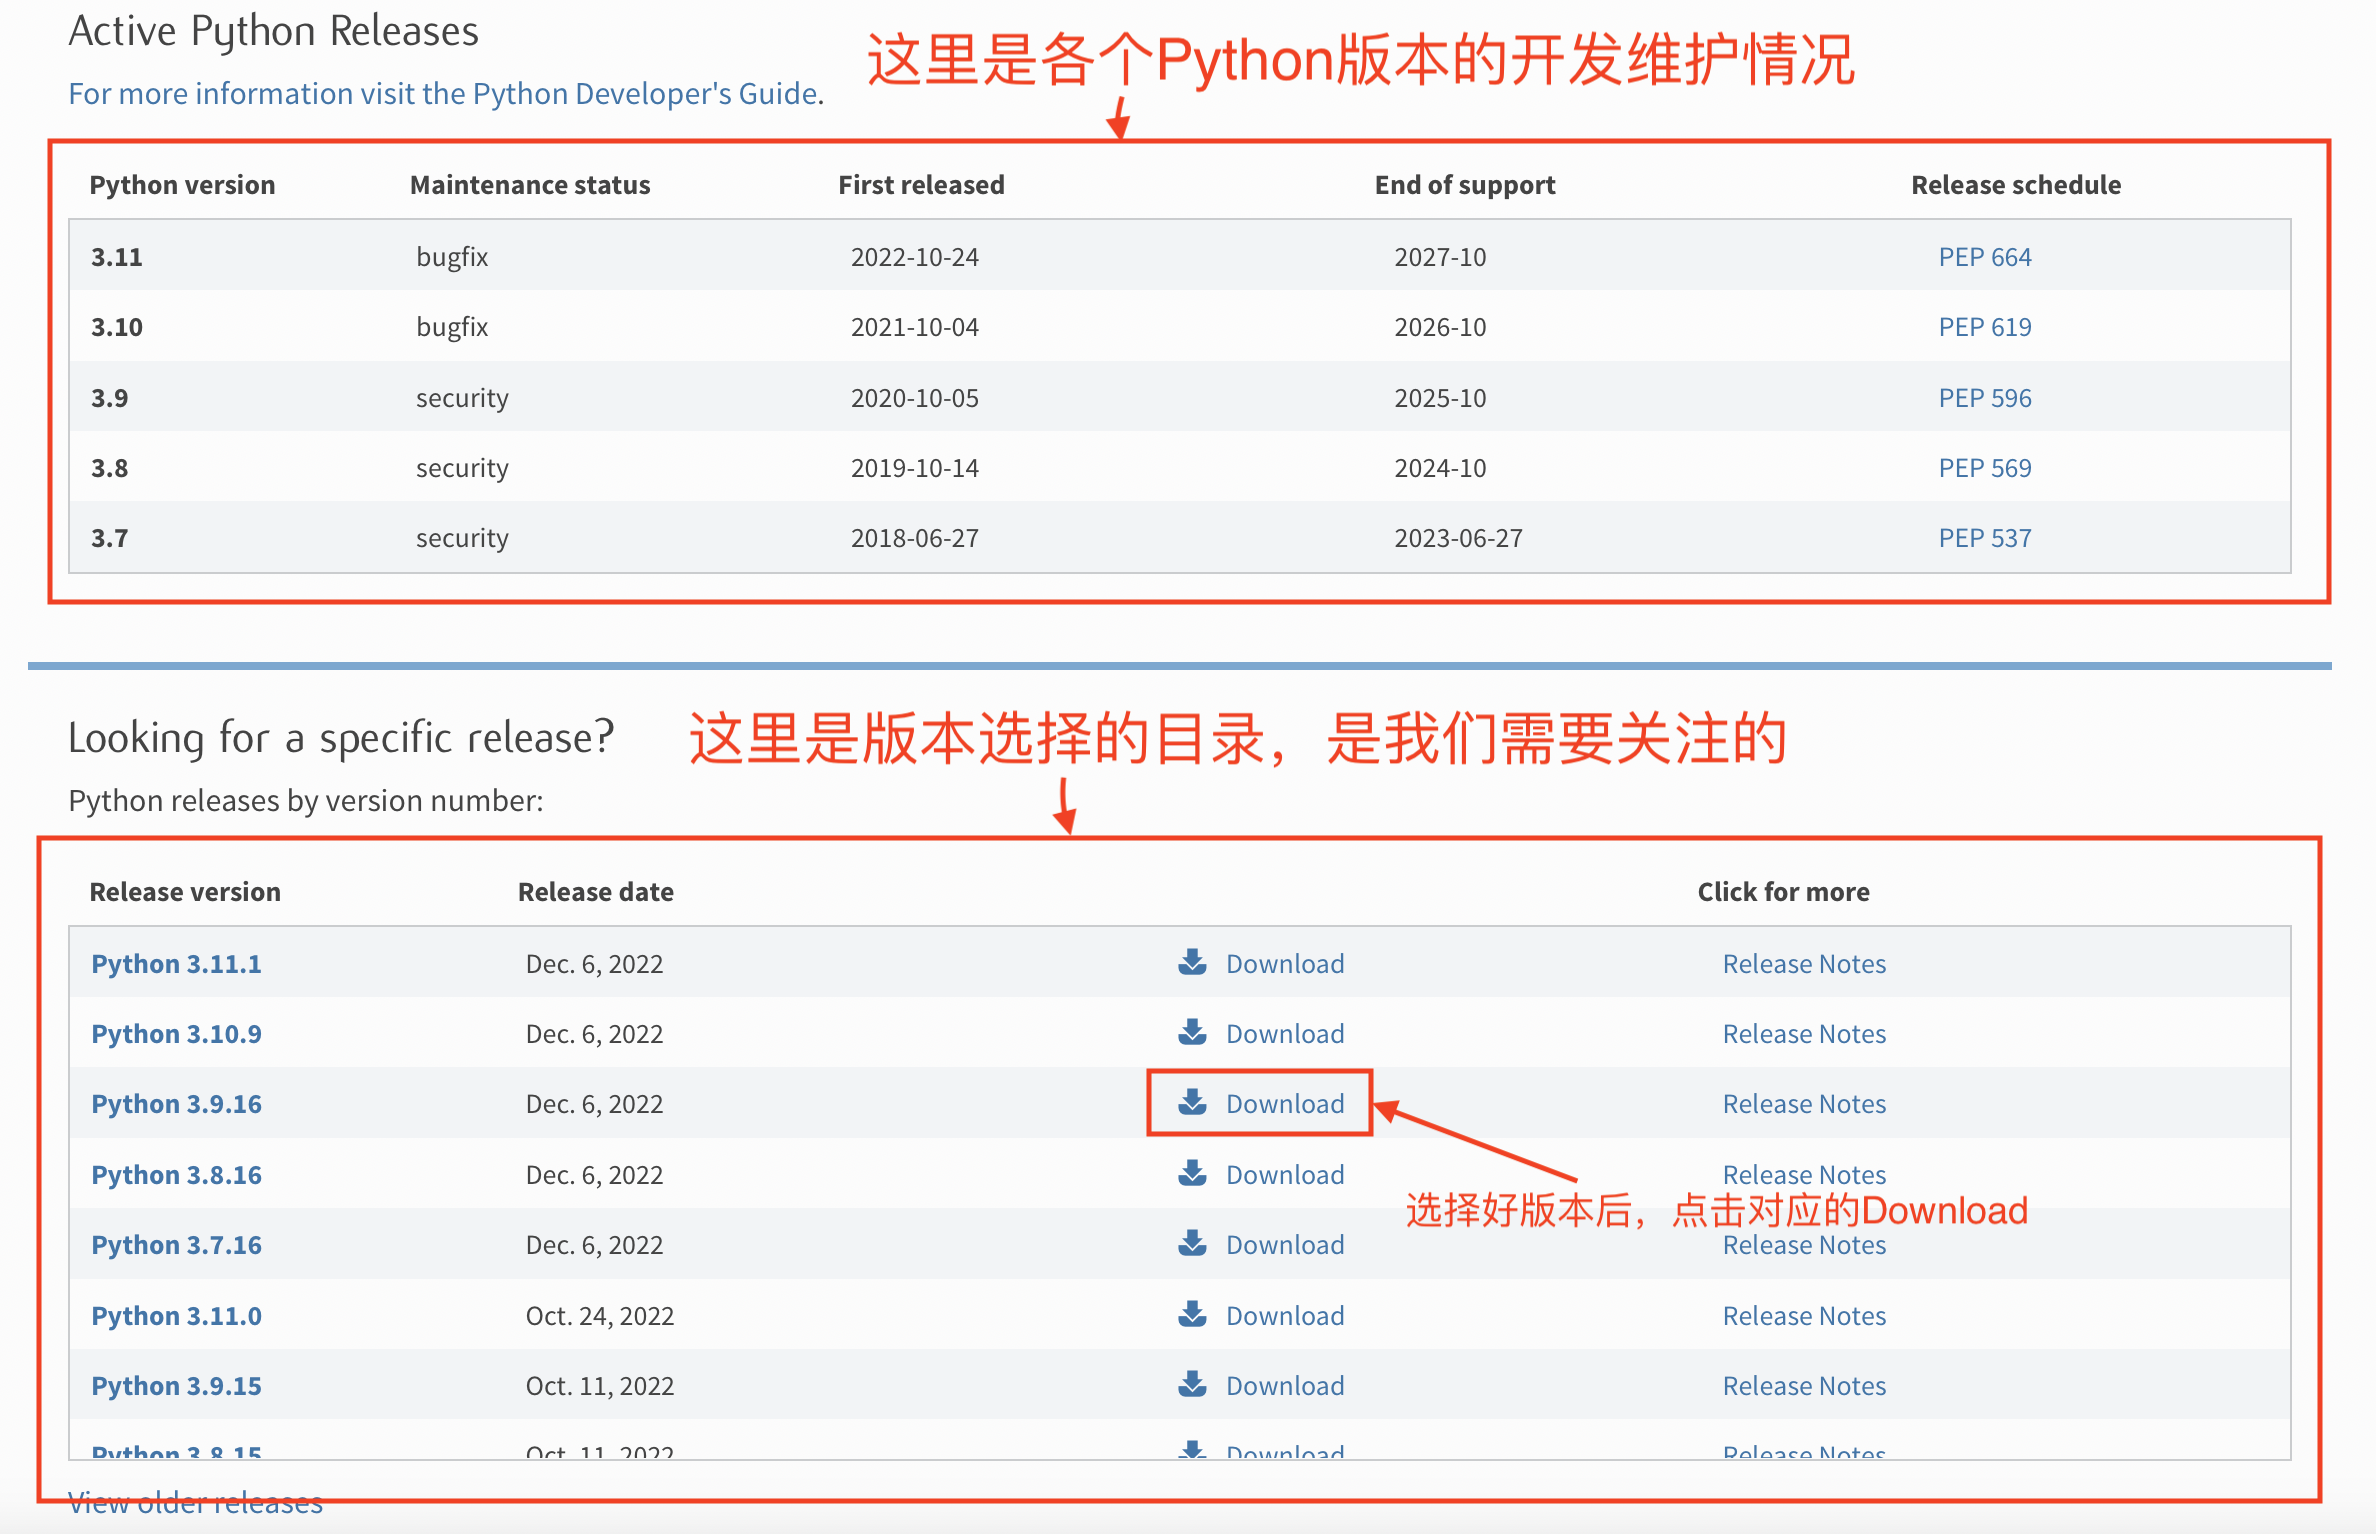 Active Python Releases
这里是各个Python版本的开发维护情况
For more information visit the Python Developer's Guide.
Python version Maintenance status First released End of support Release schedule
3.11 bugfix 2022-10-24 2027-10 PEP 664
3.10 bugfix 2021-10-04 2026-10 PEP 619
3.9 security 2020-10-05 2025-10 PEP 596
3.8 security 2019-10-14 2024-10 PEP 569
3.7 security 2018-06-27 2023-06-27 PEP 537
Looking for a specific release?
这里是版本选择的目录，是我们需要关注的
Python releases by version number:
Release version Release date Click for more
Python 3.11.1 Dec. 6, 2022 Download Release Notes
Python 3.10.9 Dec. 6, 2022 Download Release Notes
Python 3.9.16 Dec. 6, 2022 Download Release Notes
Python 3.8.16 Dec. 6, 2022 Download Release Notes
选择好版本后，点击对应的Download
Python 3.7.16 Dec. 6, 2022 Download Release Notes
Python 3.11.0 Oct. 24, 2022 Download Release Notes
Python 3.9.15 Oct. 11, 2022 Download Release Notes
Python 3.8.15 Oct. 11, 2022 Download Release Notes
View older releases